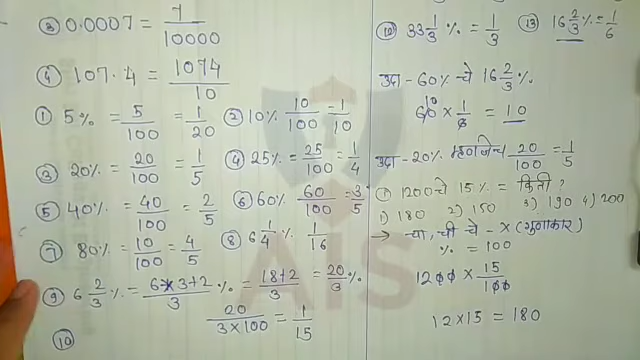 ③ 0.0007 = 7/10000
④ 107.4 = 1074/10
① 5% = 5/100 = 1/20
② 10% 10/100 = 1/10
③ 20% = 20/100 = 1/5
④ 25% = 25/100 = 1/4
⑤ 40% = 40/100 = 2/5
⑥ 60% 60/100 = 3/5
⑦ 80% = 10/100 = 4/5
⑧ 6 1/4 % 1/16
⑨ 6 2/3 % = 6×3+2/3 % = 18+2/3 = 20/3 %
20/3×100 = 1/15
⑩
⑫ 33 1/3 % = 1/3
⑬ 16 2/3 % = 1/6
उदा - 60% चे 16 2/3 %
60 10 × 1/6 = 10
उदा - 20% म्हणजेच 20/100 = 1/5
① 1200 चे 15% = किती ?
1) 180 2) 150 3) 190 4) 200
→ च्या, ची चे - × (गुणाकार)
% = 100
1200 × 15/100
12 × 15 = 180
AIS